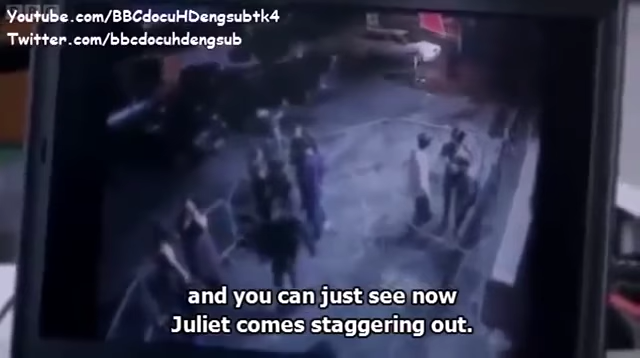 Youtube.com/BBCdocuHDengsubtk4
Twitter.com/bbcdocuhdengsub
and you can just see now
Juliet comes staggering out.